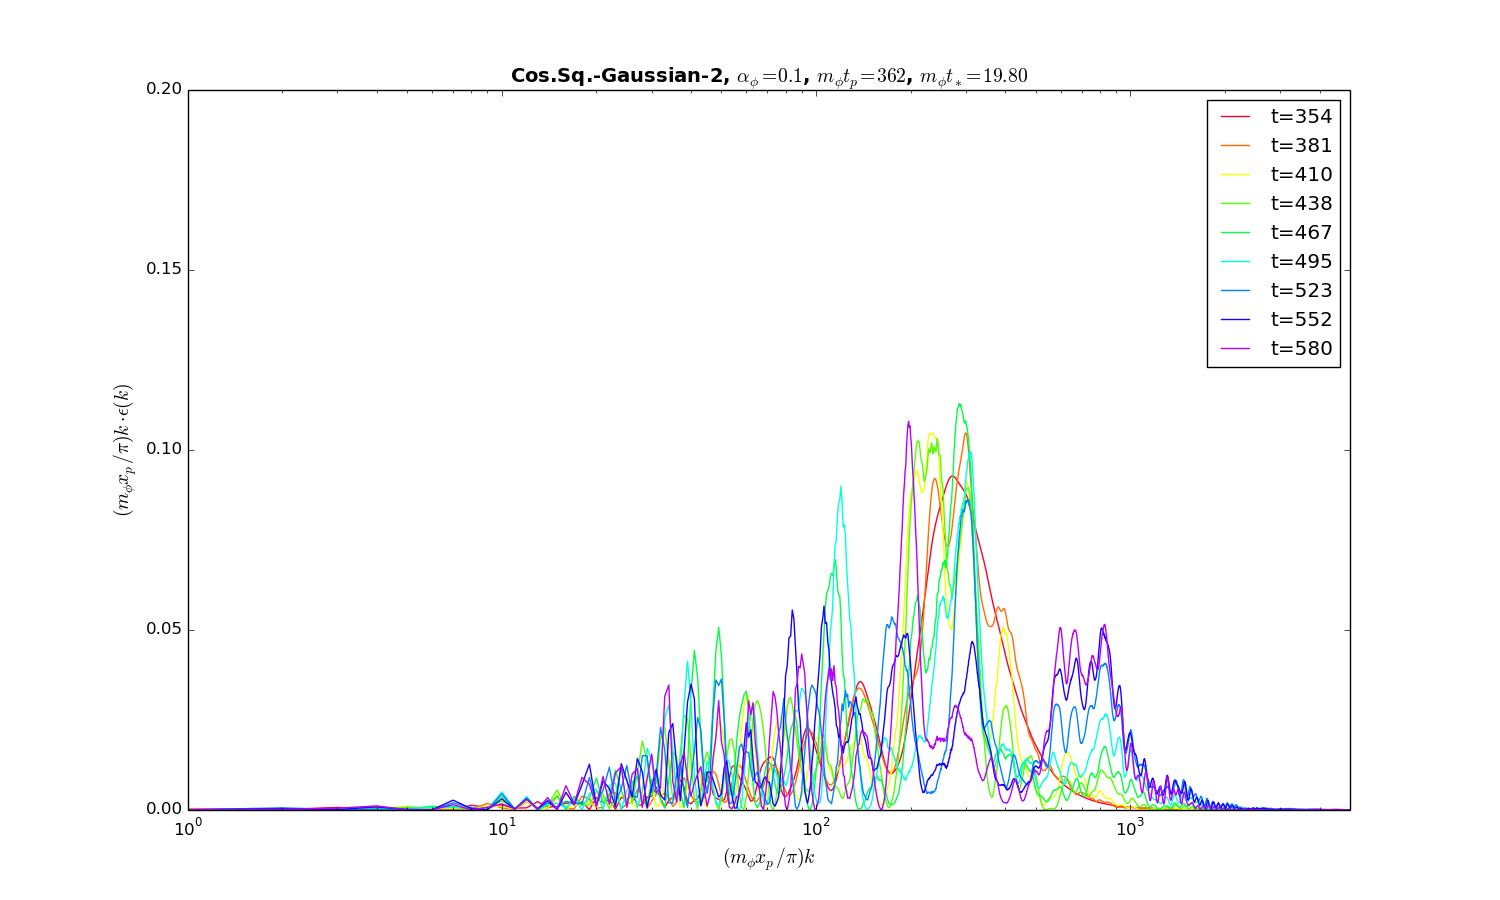 Cos.Sq.-Gaussian-2, α_ϕ=0.1, m_ϕt_p=362, m_ϕt_*=19.80
0.20
0.15
0.10
0.05
0.00
(m_ϕx_p/π)k·ϵ(k)
t=354
t=381
t=410
t=438
t=467
t=495
t=523
t=552
t=580
10^0 10^1 10^2 10^3
(m_ϕx_p/π)k